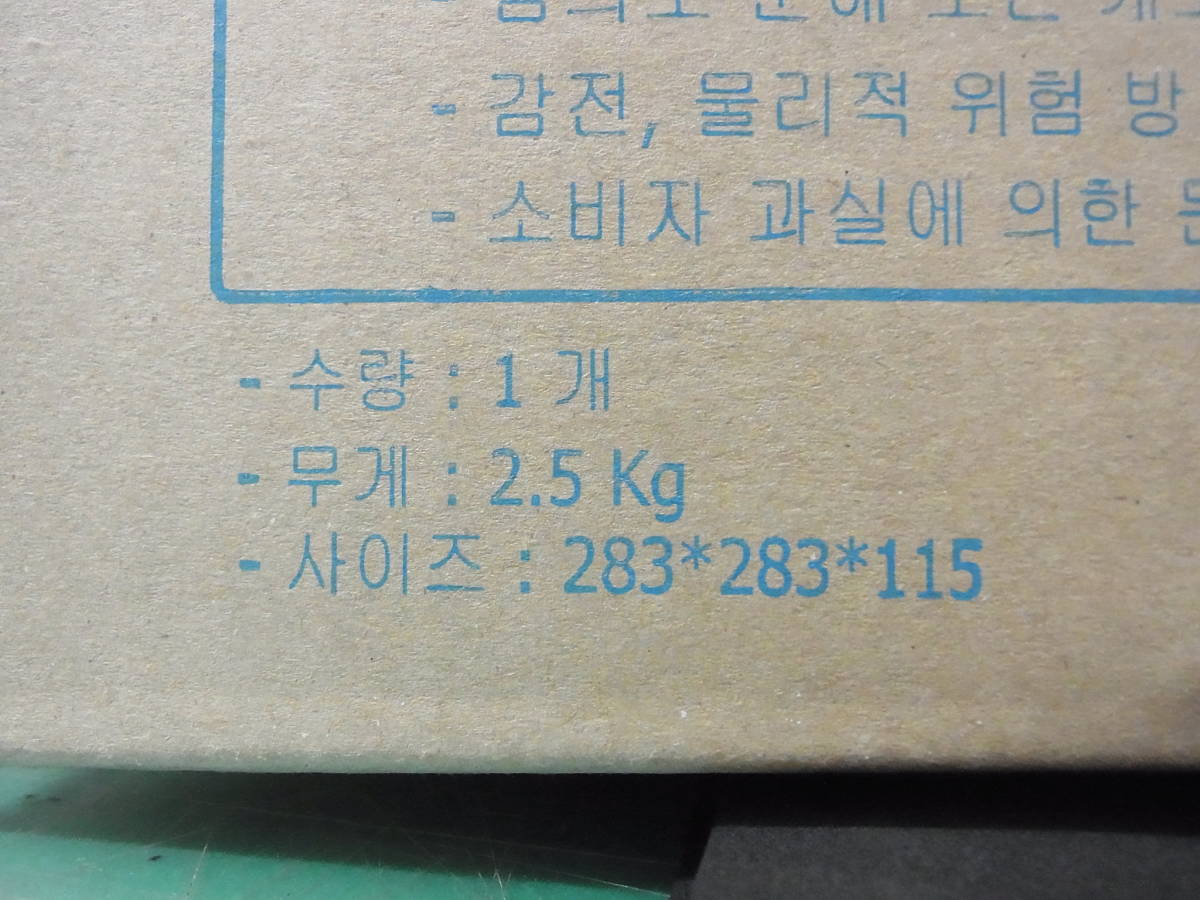 - 감전, 물리적 위험 방
- 소비자 과실에 의한
- 수량 : 1 개
- 무게 : 2.5 Kg
- 사이즈 : 283*283*115